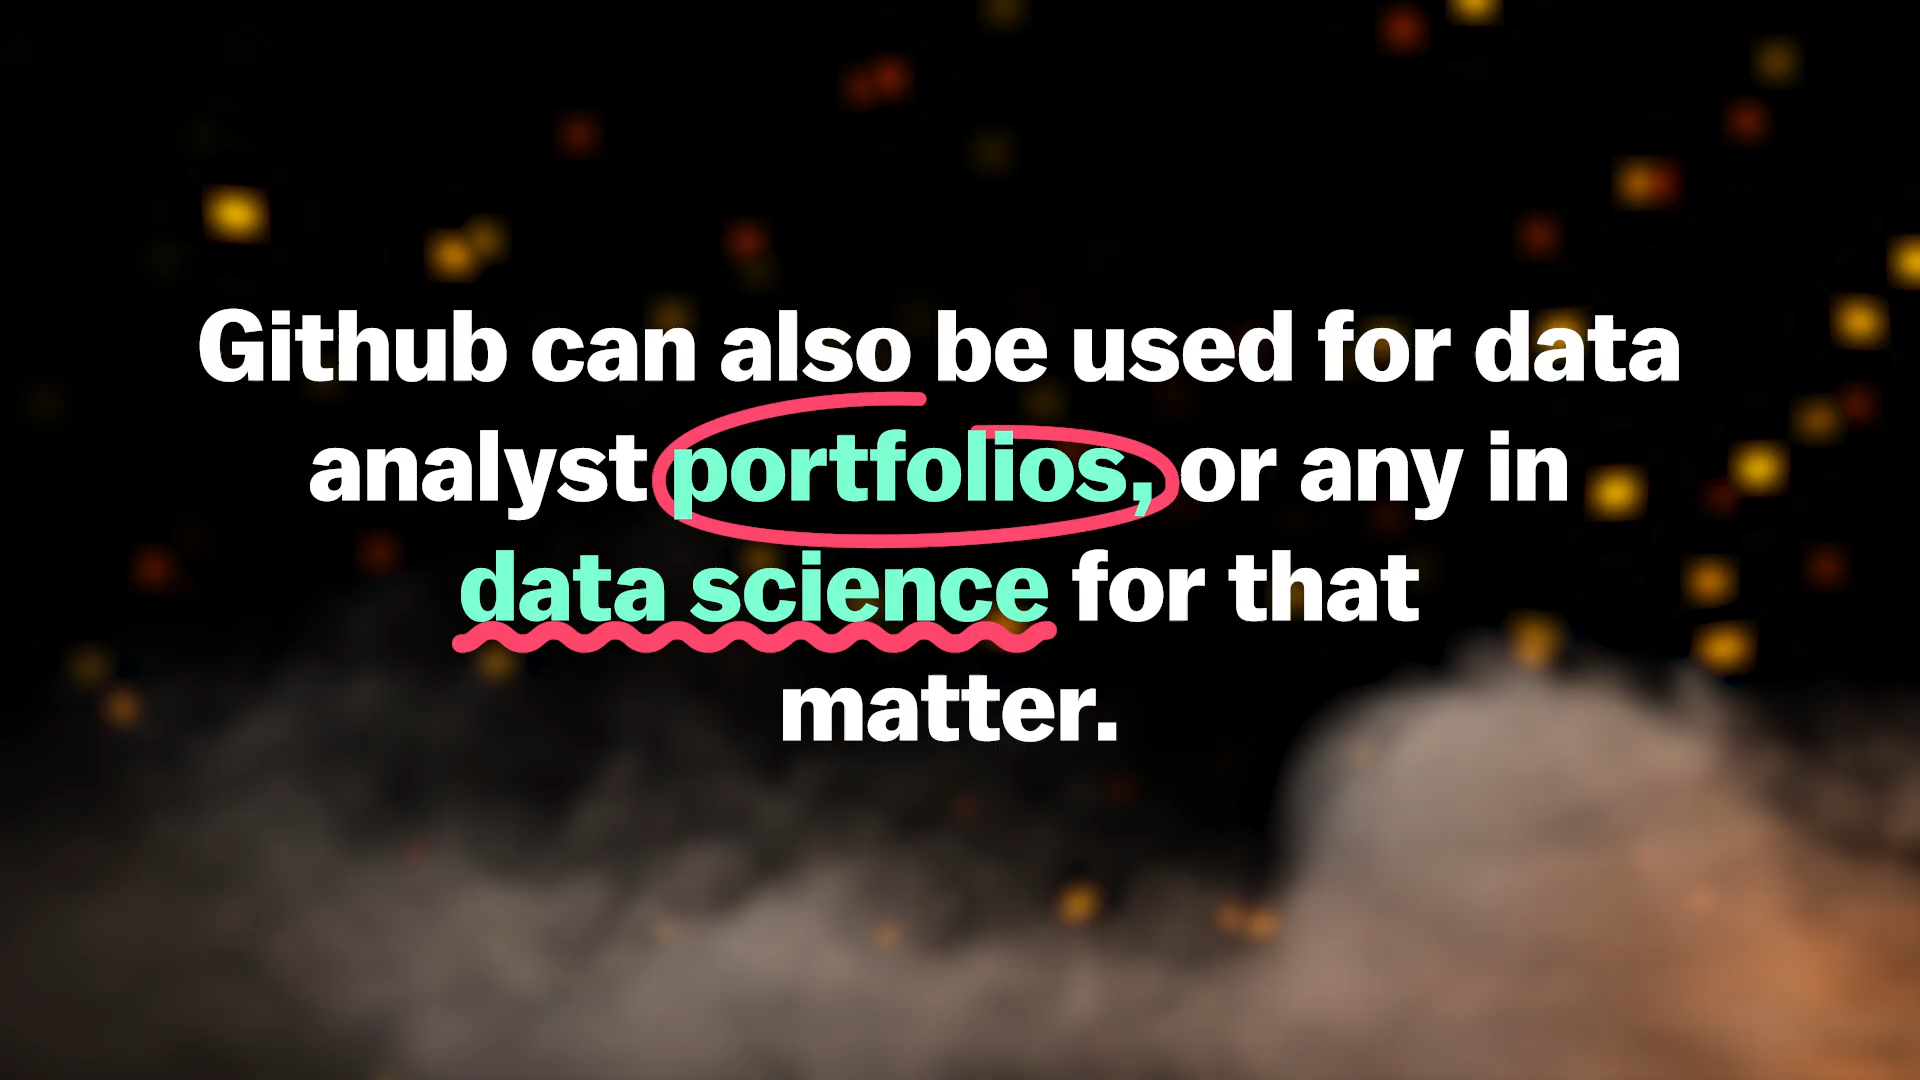 Github can also be used for data
analyst portfolios, or any in
data science for that
matter.